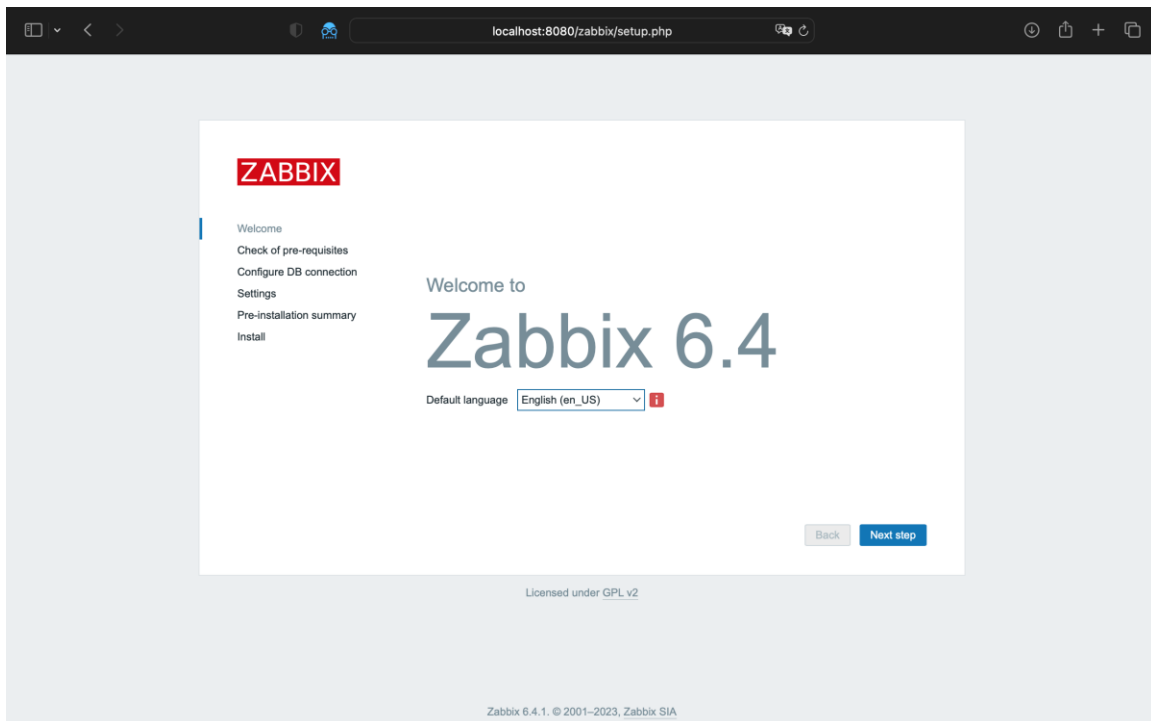 localhost:8080/zabbix/setup.php
ZABBIX
Welcome
Check of pre-requisites
Configure DB connection
Settings
Pre-installation summary
Install
Welcome to
Zabbix 6.4
Default language English (en_US)
Back Next step
Licensed under GPL v2
Zabbix 6.4.1. © 2001–2023, Zabbix SIA